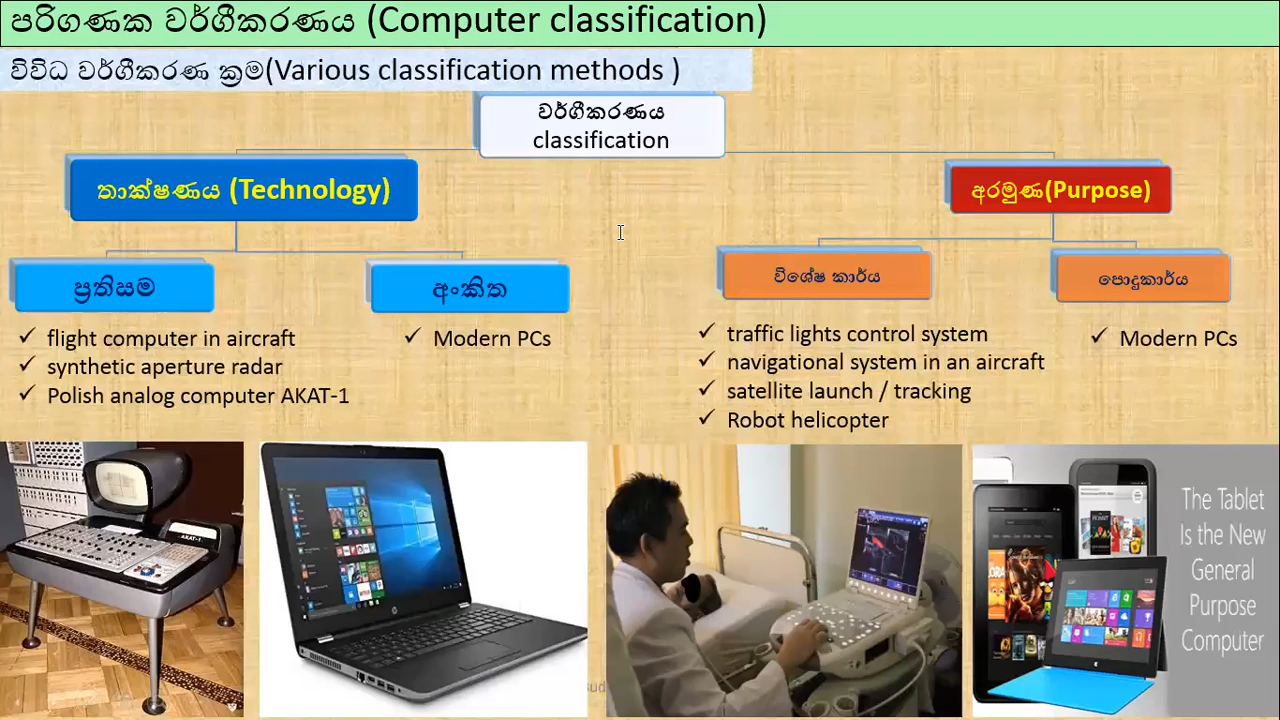 පරිගණක වර්ගීකරණය (Computer classification)
විවිධ වර්ගීකරණ ක්‍රම(Various classification methods )
වර්ගීකරණය
classification
තාක්ෂණය (Technology)
අරමුණ(Purpose)
ප්‍රතිසම
අංකිත
විශේෂ කාර්ය
පොදුකාර්ය
✓ flight computer in aircraft
✓ synthetic aperture radar
✓ Polish analog computer AKAT-1
✓ Modern PCs
✓ traffic lights control system
✓ navigational system in an aircraft
✓ satellite launch / tracking
✓ Robot helicopter
✓ Modern PCs
AKAT-1
The Tablet
Is the New
General
Purpose
Computer